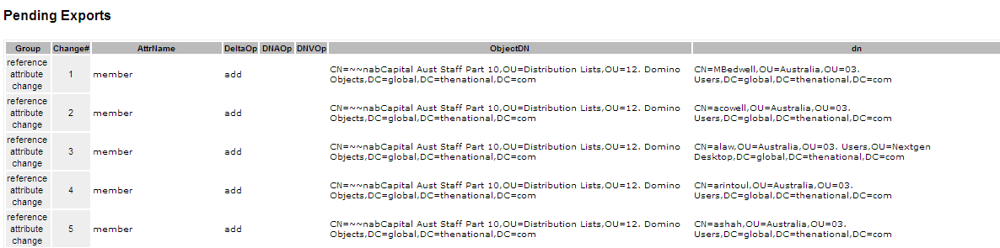 Pending Exports
Group Change# AttrName DeltaOp DNAOp DNVOp ObjectDN dn
reference attribute change 1 member add CN=~~nabCapital Aust Staff Part 10,OU=Distribution Lists,OU=12. Domino Objects,DC=global,DC=thenational,DC=com CN=MBedwell,OU=Australia,OU=03. Users,DC=global,DC=thenational,DC=com
reference attribute change 2 member add CN=~~nabCapital Aust Staff Part 10,OU=Distribution Lists,OU=12. Domino Objects,DC=global,DC=thenational,DC=com CN=acowell,OU=Australia,OU=03. Users,DC=global,DC=thenational,DC=com
reference attribute change 3 member add CN=~~nabCapital Aust Staff Part 10,OU=Distribution Lists,OU=12. Domino Objects,DC=global,DC=thenational,DC=com CN=alaw,OU=Australia,OU=03. Users,OU=Nextgen Desktop,DC=global,DC=thenational,DC=com
reference attribute change 4 member add CN=~~nabCapital Aust Staff Part 10,OU=Distribution Lists,OU=12. Domino Objects,DC=global,DC=thenational,DC=com CN=arintoul,OU=Australia,OU=03. Users,DC=global,DC=thenational,DC=com
reference attribute change 5 member add CN=~~nabCapital Aust Staff Part 10,OU=Distribution Lists,OU=12. Domino Objects,DC=global,DC=thenational,DC=com CN=ashah,OU=Australia,OU=03. Users,DC=global,DC=thenational,DC=com